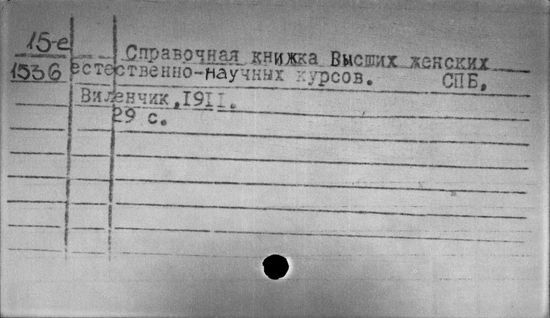 15-е
Справочная книжка Высших женских
1536 естественно-научных курсов. СПБ,
Виленчик,1911.
29 с.